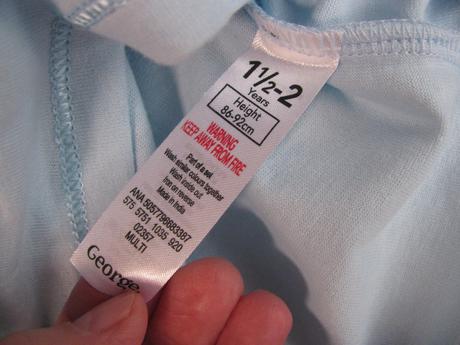 1½-2
Years
Height
86-92cm
WARNING
KEEP AWAY FROM FIRE
Part of a set
Wash similar colours together
Wash inside out
Iron on reverse
Made in India
ANA 5057798683387
575 5751 1035 920
02357
MULTI
George.